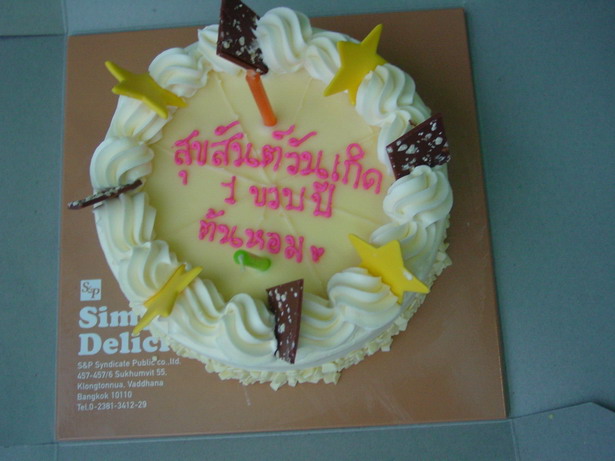 สุขสันต์วันเกิด
1 ขวบปี
ต้นหอม
S&P
Sim
Delici
S&P Syndicate Public co.,ltd.
457-457/6 Sukhumvit 55,
Klongtonnua, Vaddhana
Bangkok 10110
Tel.0-2381-3412-29